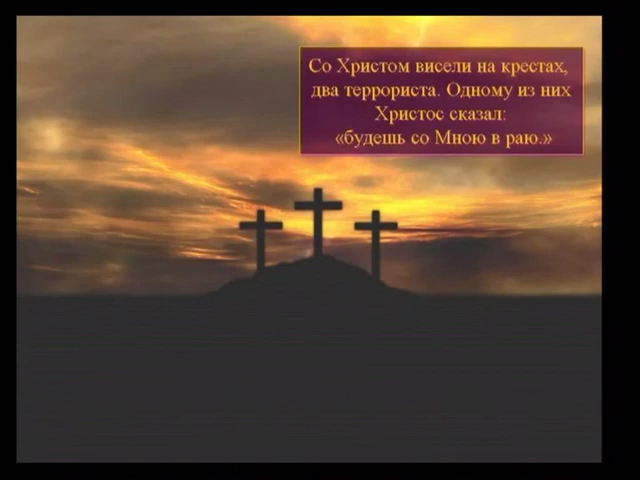 Со Христом висели на крестах,
два террориста. Одному из них
Христос сказал:
«будешь со Мною в раю.»